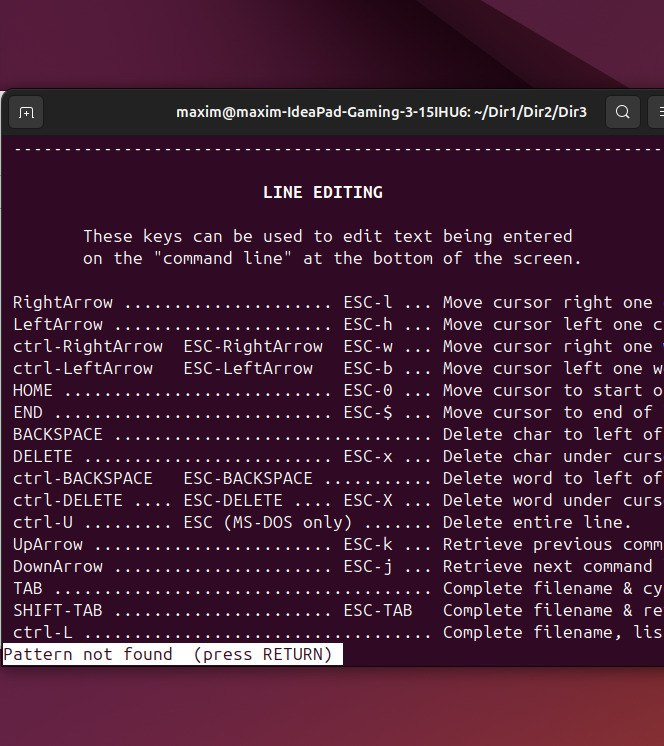 maxim@maxim-IdeaPad-Gaming-3-15IHU6: ~/Dir1/Dir2/Dir3
------------------------------------------------------------------
LINE EDITING
These keys can be used to edit text being entered
on the "command line" at the bottom of the screen.
RightArrow ..................... ESC-l ... Move cursor right one
LeftArrow ...................... ESC-h ... Move cursor left one c
ctrl-RightArrow  ESC-RightArrow  ESC-w ... Move cursor right one w
ctrl-LeftArrow   ESC-LeftArrow   ESC-b ... Move cursor left one w
HOME ........................... ESC-0 ... Move cursor to start o
END ............................ ESC-$ ... Move cursor to end of
BACKSPACE ................................ Delete char to left of
DELETE ......................... ESC-x ... Delete char under curs
ctrl-BACKSPACE   ESC-BACKSPACE ........... Delete word to left of
ctrl-DELETE .... ESC-DELETE .... ESC-X ... Delete word under curs
ctrl-U ......... ESC (MS-DOS only) ....... Delete entire line.
UpArrow ........................ ESC-k ... Retrieve previous comm
DownArrow ...................... ESC-j ... Retrieve next command
TAB ...................................... Complete filename & cy
SHIFT-TAB ...................... ESC-TAB   Complete filename & re
ctrl-L ................................... Complete filename, lis
Pattern not found  (press RETURN)